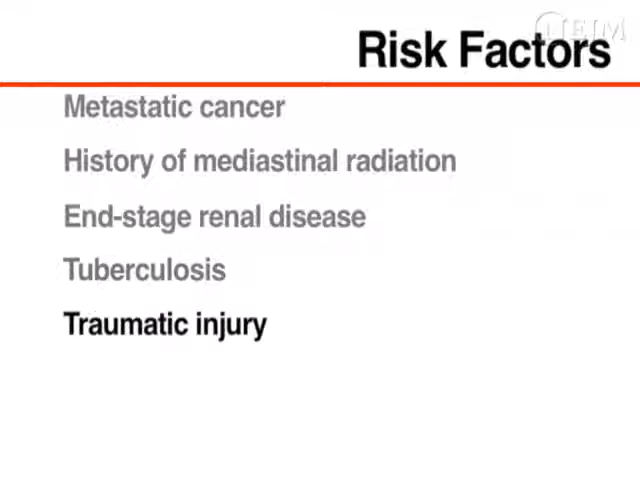 Risk Factors
Metastatic cancer
History of mediastinal radiation
End-stage renal disease
Tuberculosis
Traumatic injury